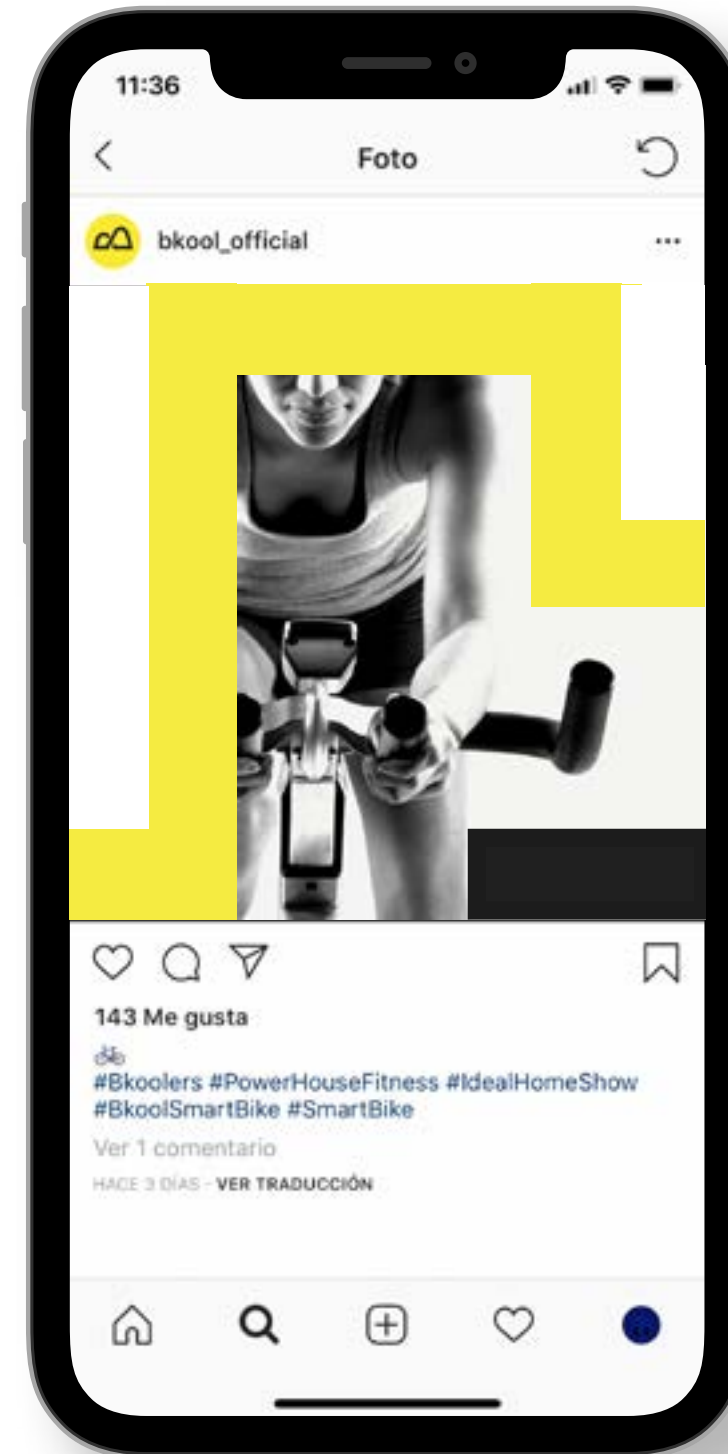 11:36
Foto
bkool_official
143 Me gusta
#Bkoolers #PowerHouseFitness #IdealHomeShow
#BkoolSmartBike #SmartBike
Ver 1 comentario
HACE 3 DÍAS - VER TRADUCCIÓN